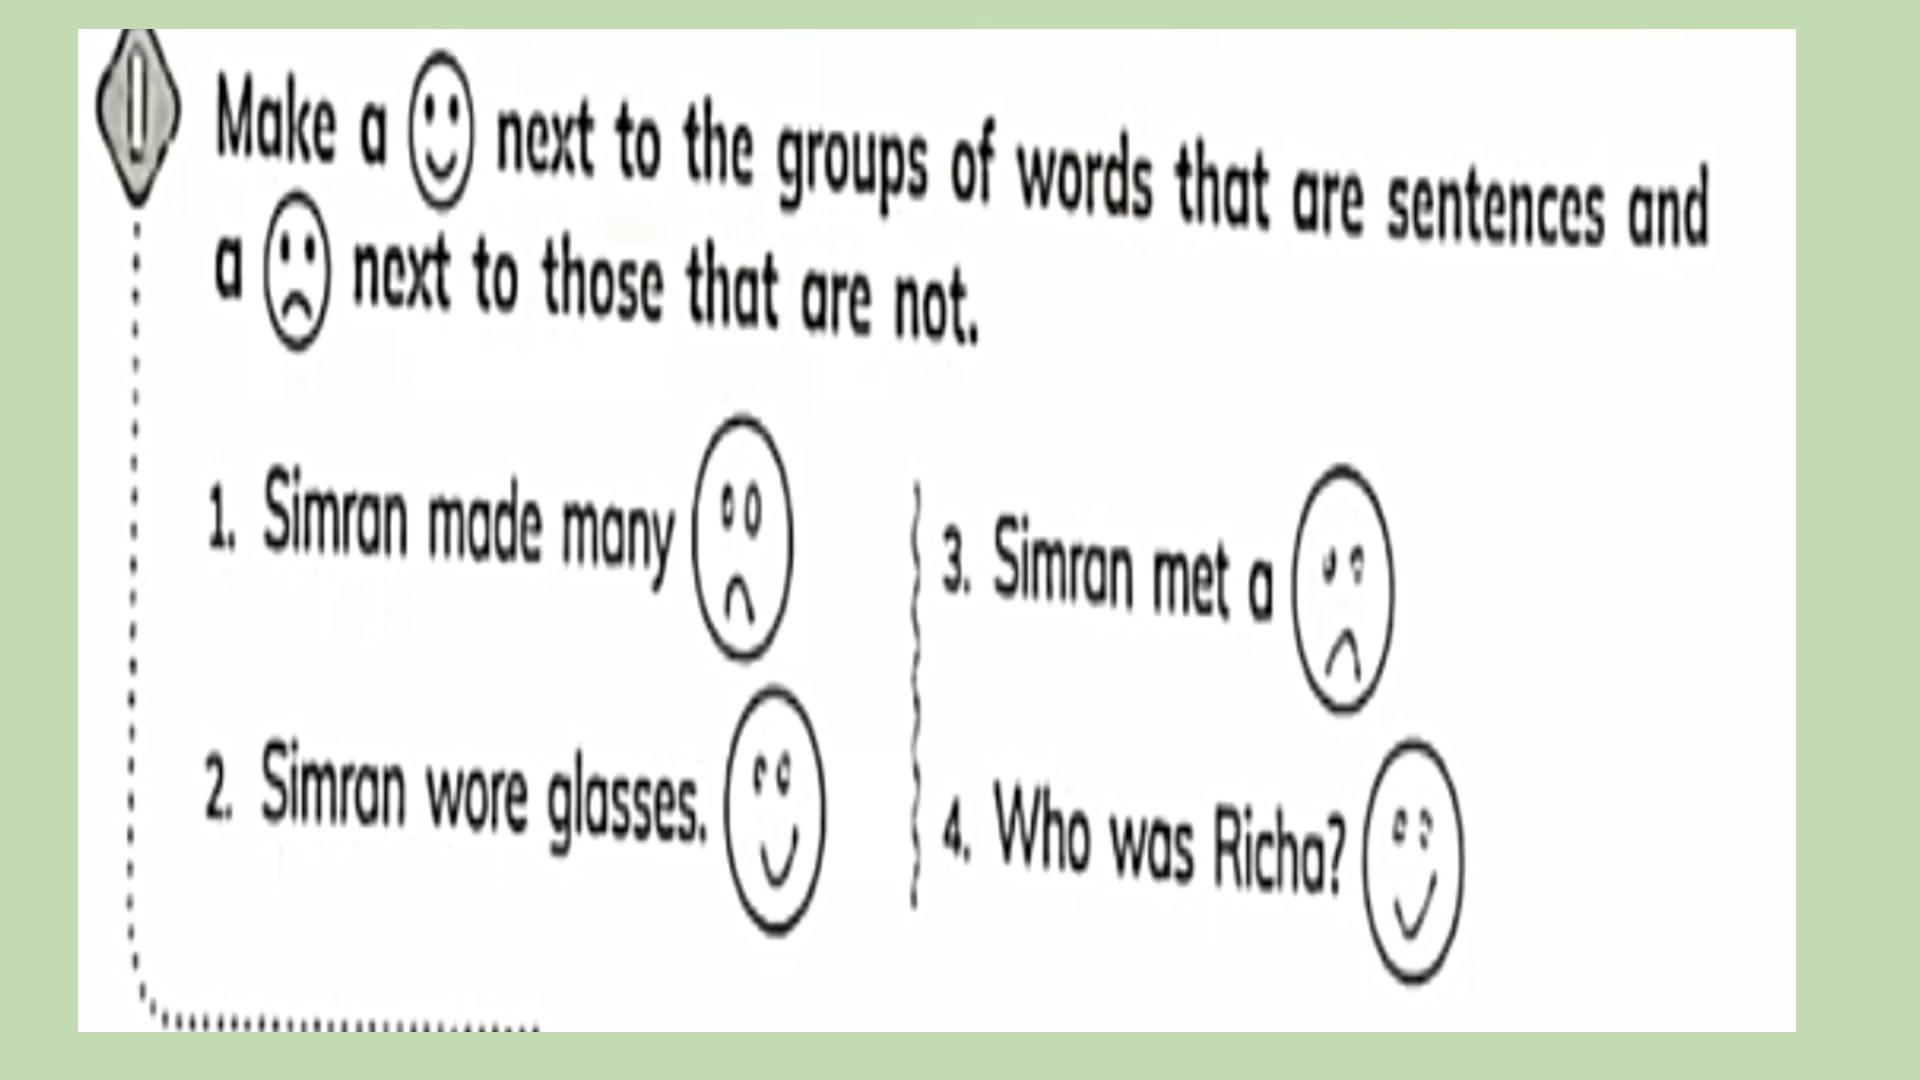 Make a next to the groups of words that are sentences and
a next to those that are not.
1. Simran made many
2. Simran wore glasses.
3. Simran met a
4. Who was Richa?